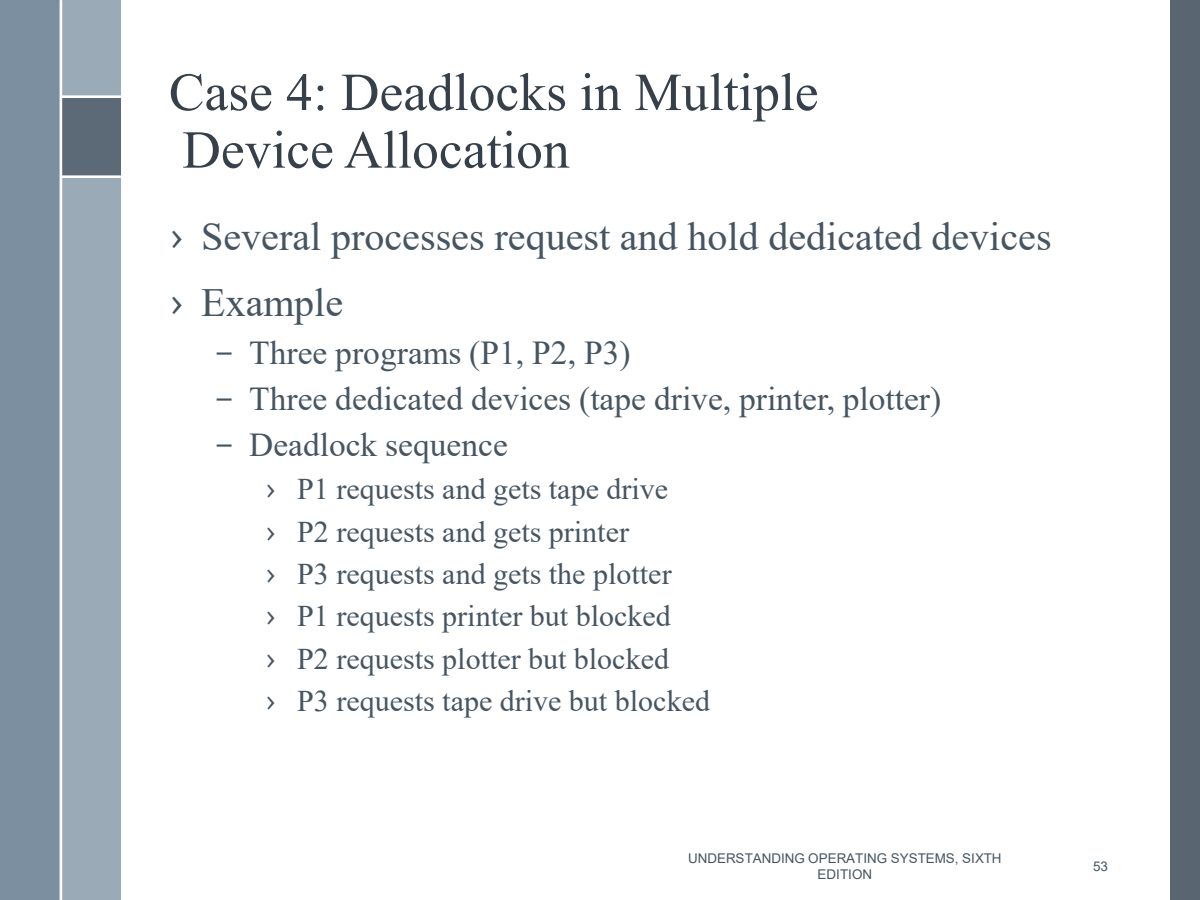 Case 4: Deadlocks in Multiple
Device Allocation
› Several processes request and hold dedicated devices
› Example
– Three programs (P1, P2, P3)
– Three dedicated devices (tape drive, printer, plotter)
– Deadlock sequence
› P1 requests and gets tape drive
› P2 requests and gets printer
› P3 requests and gets the plotter
› P1 requests printer but blocked
› P2 requests plotter but blocked
› P3 requests tape drive but blocked
UNDERSTANDING OPERATING SYSTEMS, SIXTH
EDITION
53